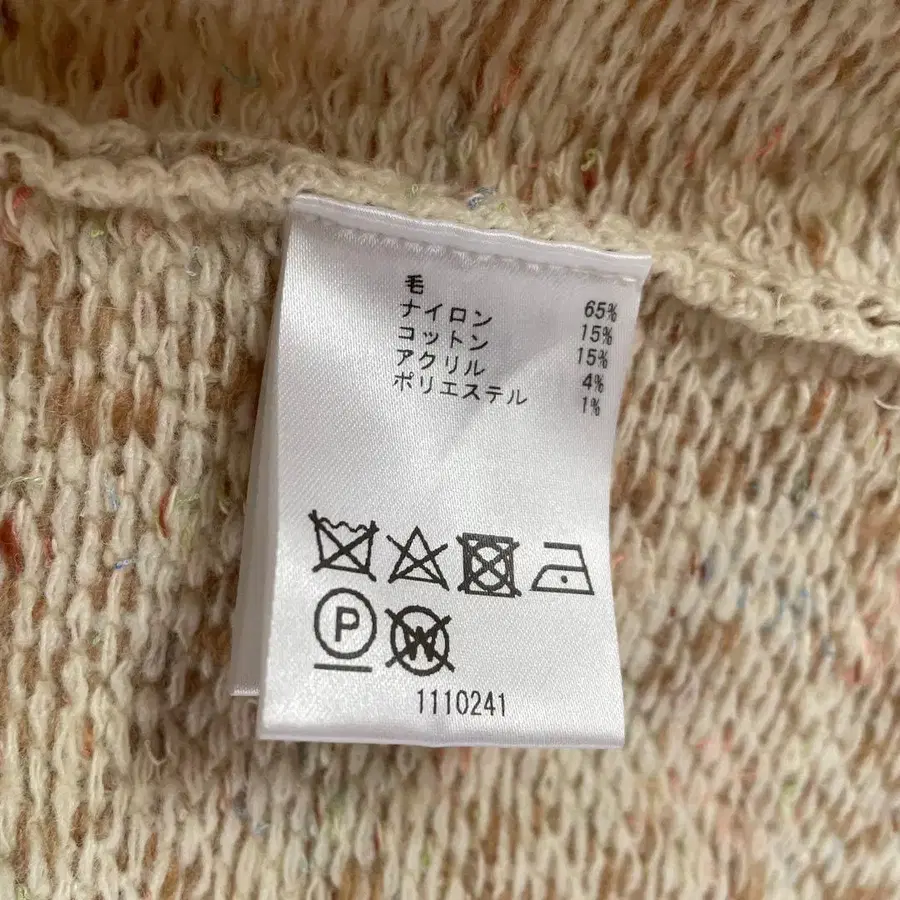 毛 65%
ナイロン 15%
コットン 15%
アクリル 4%
ポリエステル 1%
P
W
1110241